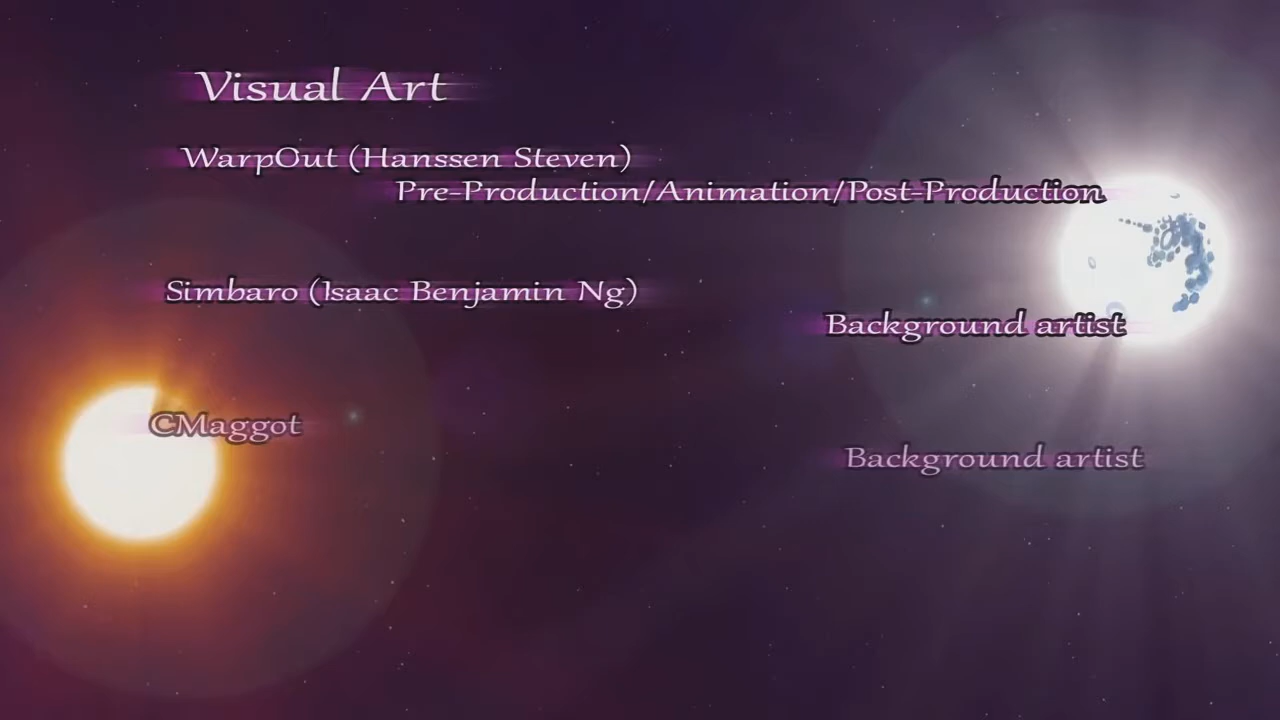 Visual Art
WarpOut (Hanssen Steven)
Pre-Production/Animation/Post-Production
Simbaro (Isaac Benjamin Ng)
Background artist
CMaggot
Background artist